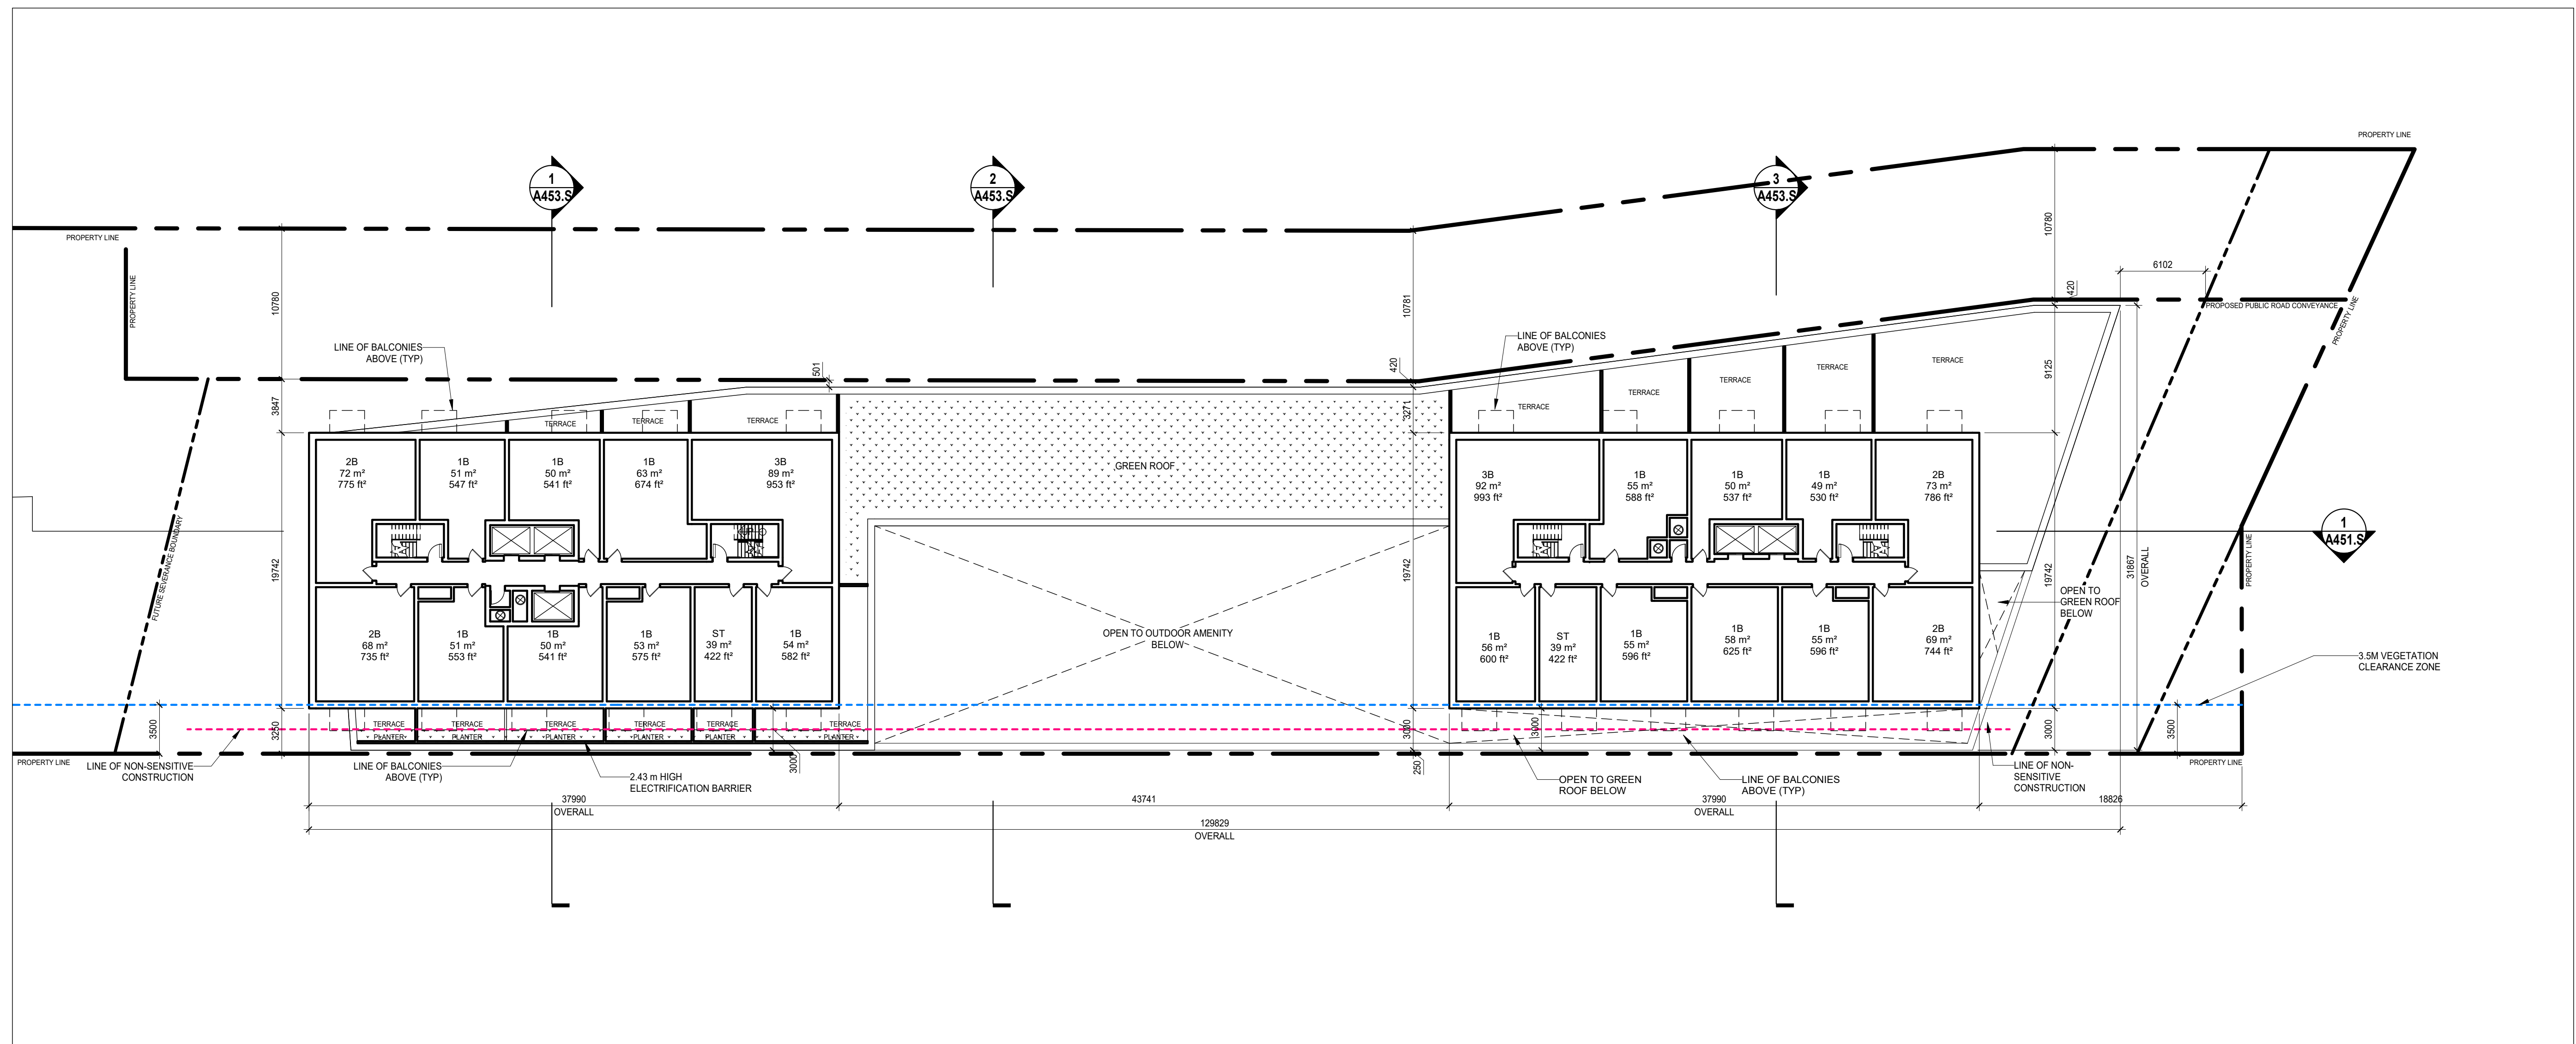 PROPERTY LINE
1
A453.S
2
A453.S
3
A453.S
PROPERTY LINE
PROPERTY LINE
10780
10781
10780
6102
420
PROPOSED PUBLIC ROAD CONVEYANCE
PROPERTY LINE
LINE OF BALCONIES
ABOVE (TYP)
501
420
LINE OF BALCONIES
ABOVE (TYP)
3847
3271
9125
TERRACE
TERRACE
TERRACE
TERRACE
TERRACE
TERRACE
TERRACE
TERRACE
2B
72 m²
775 ft²
1B
51 m²
547 ft²
1B
50 m²
541 ft²
1B
63 m²
674 ft²
3B
89 m²
953 ft²
GREEN ROOF
3B
92 m²
993 ft²
1B
55 m²
588 ft²
1B
50 m²
537 ft²
1B
49 m²
530 ft²
2B
73 m²
786 ft²
FUTURE SEVERANCE BOUNDARY
19742
19742
19742
31867
OVERALL
PROPERTY LINE
1
A451.S
OPEN TO
GREEN ROOF
BELOW
2B
68 m²
735 ft²
1B
51 m²
553 ft²
1B
50 m²
541 ft²
1B
53 m²
575 ft²
ST
39 m²
422 ft²
1B
54 m²
582 ft²
OPEN TO OUTDOOR AMENITY
BELOW
1B
56 m²
600 ft²
ST
39 m²
422 ft²
1B
55 m²
596 ft²
1B
58 m²
625 ft²
1B
55 m²
596 ft²
2B
69 m²
744 ft²
3.5M VEGETATION
CLEARANCE ZONE
3500
3250
TERRACE
TERRACE
TERRACE
TERRACE
TERRACE
TERRACE
PLANTER
PLANTER
PLANTER
PLANTER
PLANTER
PLANTER
3000
3000
3000
3000
3500
250
PROPERTY LINE
LINE OF NON-SENSITIVE
CONSTRUCTION
LINE OF BALCONIES
ABOVE (TYP)
2.43 m HIGH
ELECTRIFICATION BARRIER
OPEN TO GREEN
ROOF BELOW
LINE OF BALCONIES
ABOVE (TYP)
LINE OF NON-
SENSITIVE
CONSTRUCTION
PROPERTY LINE
37990
OVERALL
43741
37990
OVERALL
18826
129829
OVERALL